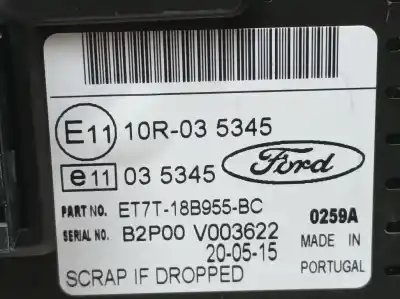 E11 10R-03 5345
e11 03 5345
Ford
PART NO. ET7T-18B955-BC
0259A
SERIAL NO. B2P00 V003622
20-05-15
MADE IN
PORTUGAL
SCRAP IF DROPPED